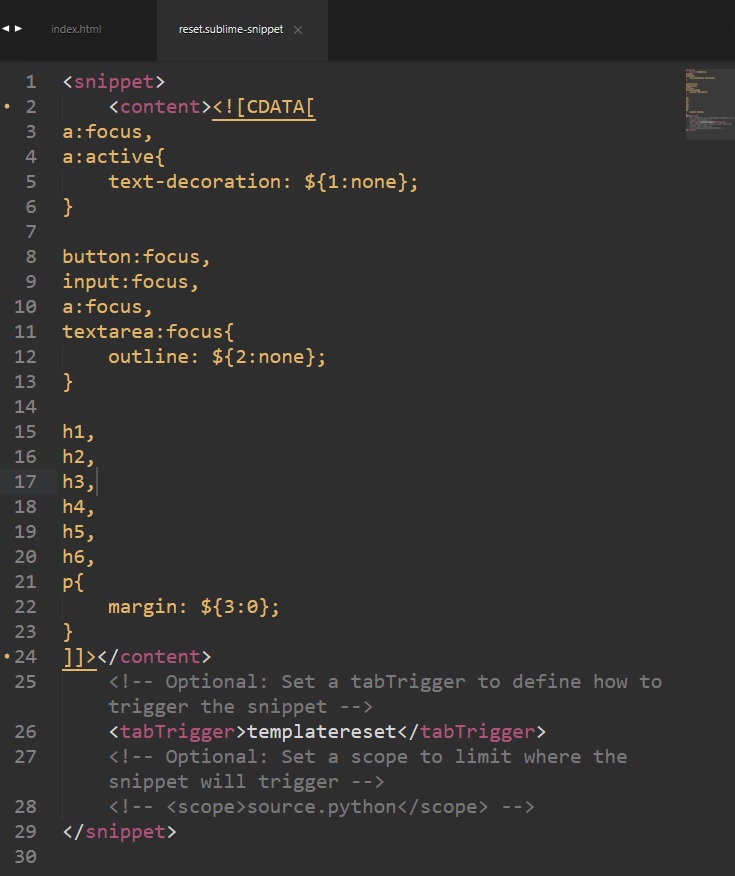 index.html
reset.sublime-snippet
1 <snippet>
2     <content><![CDATA[
3 a:focus,
4 a:active{
5     text-decoration: ${1:none};
6 }
7
8 button:focus,
9 input:focus,
10 a:focus,
11 textarea:focus{
12     outline: ${2:none};
13 }
14
15 h1,
16 h2,
17 h3,
18 h4,
19 h5,
20 h6,
21 p{
22     margin: ${3:0};
23 }
24 ]]></content>
25     <!-- Optional: Set a tabTrigger to define how to
    trigger the snippet -->
26     <tabTrigger>templatereset</tabTrigger>
27     <!-- Optional: Set a scope to limit where the
    snippet will trigger -->
28     <!-- <scope>source.python</scope> -->
29 </snippet>
30